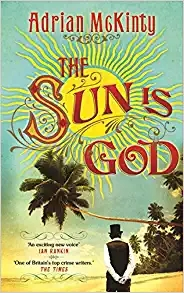 Adrian McKinty
THE
SUN IS
GOD
'An exciting new voice'
IAN RANKIN
'One of Britain's top crime writers.'
THE TIMES